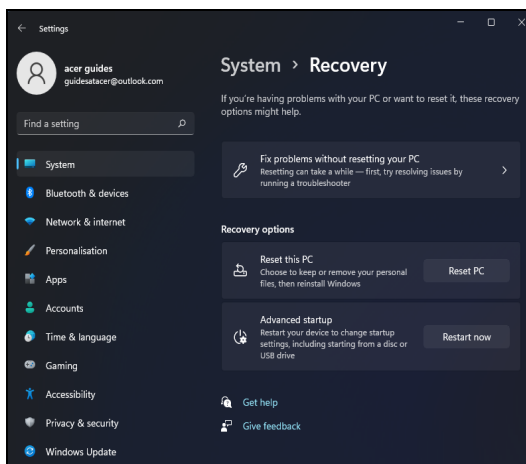 Settings
acer guides
guidesatacer@outlook.com
Find a setting
System
Bluetooth & devices
Network & internet
Personalisation
Apps
Accounts
Time & language
Gaming
Accessibility
Privacy & security
Windows Update
System > Recovery
If you're having problems with your PC or want to reset it, these recovery
options might help.
Fix problems without resetting your PC
Resetting can take a while — first, try resolving issues by
running a troubleshooter
Recovery options
Reset this PC
Choose to keep or remove your personal
files, then reinstall Windows
Reset PC
Advanced startup
Restart your device to change startup
settings, including starting from a disc or
USB drive
Restart now
Get help
Give feedback